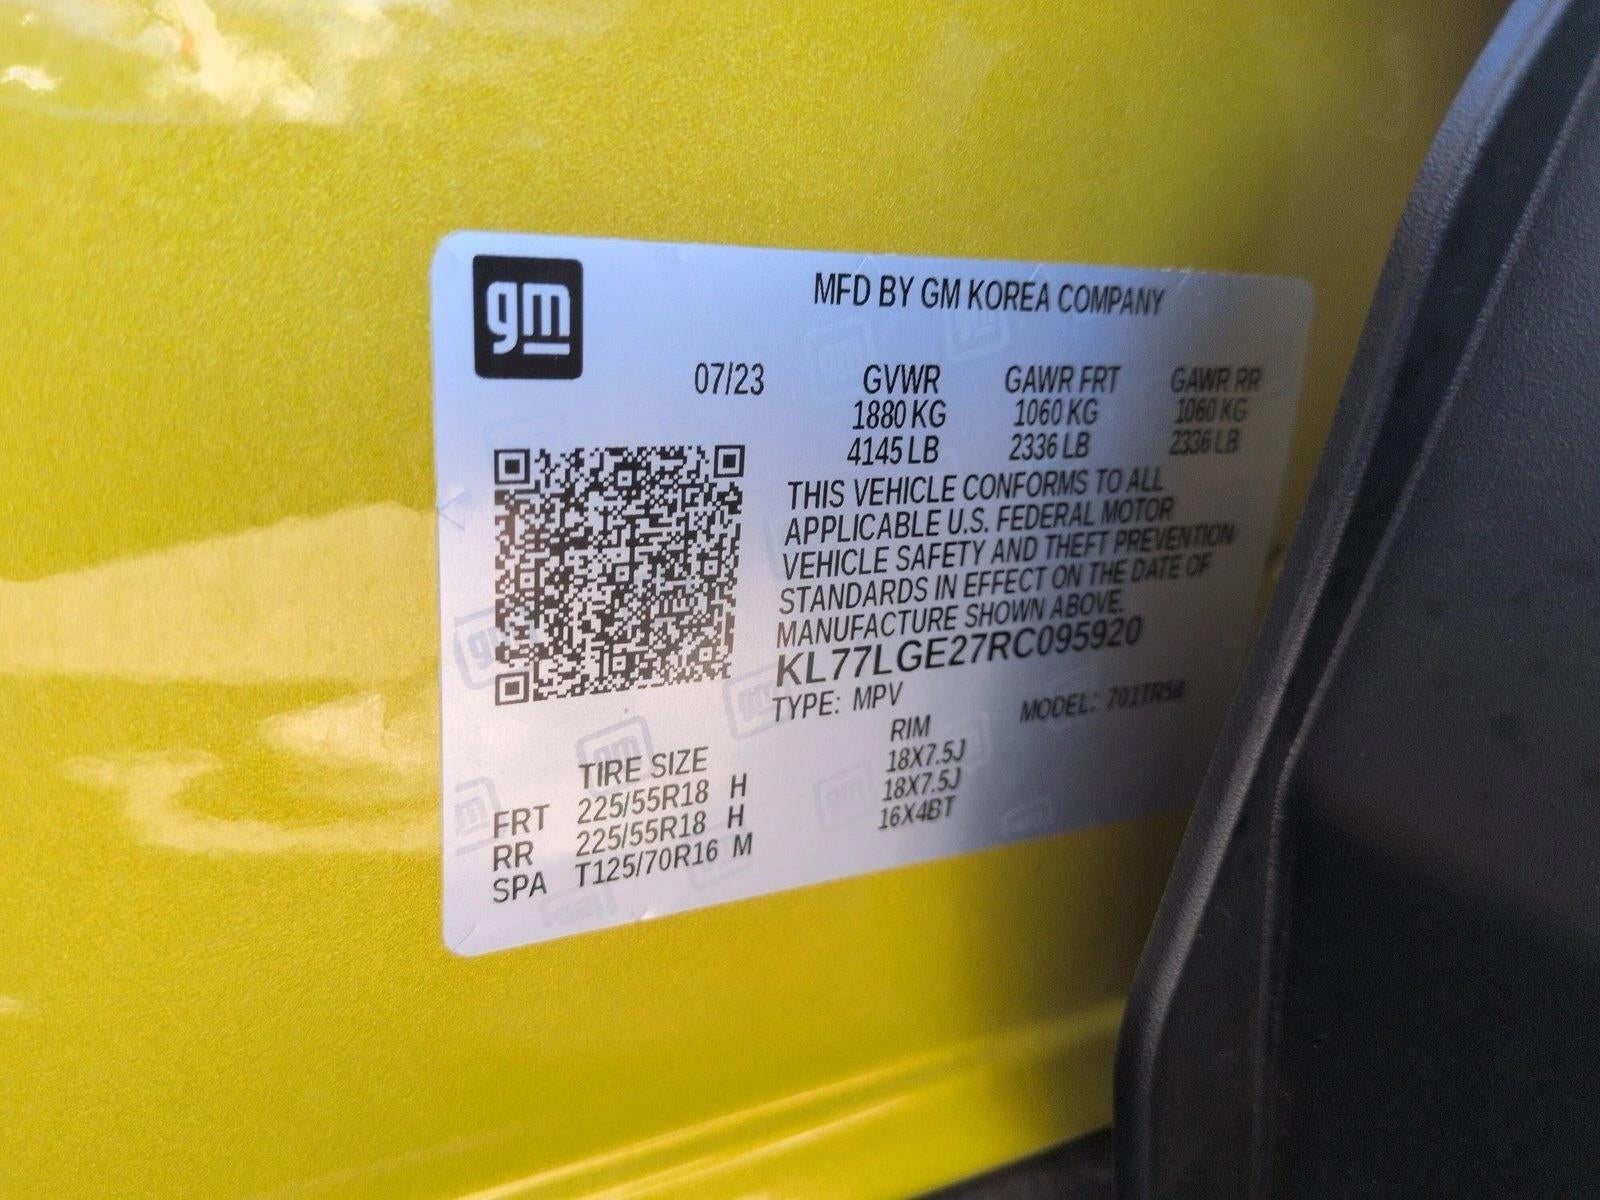 gm
MFD BY GM KOREA COMPANY
07/23 GVWR GAWR FRT GAWR RR
1880 KG 1060 KG 1060 KG
4145 LB 2336 LB 2336 LB
THIS VEHICLE CONFORMS TO ALL
APPLICABLE U.S. FEDERAL MOTOR
VEHICLE SAFETY AND THEFT PREVENTION
STANDARDS IN EFFECT ON THE DATE OF
MANUFACTURE SHOWN ABOVE.
KL77LGE27RC095920
TYPE: MPV MODEL: 701TR58
TIRE SIZE RIM
FRT 225/55R18 H 18X7.5J
RR 225/55R18 H 18X7.5J
SPA T125/70R16 M 16X4BT